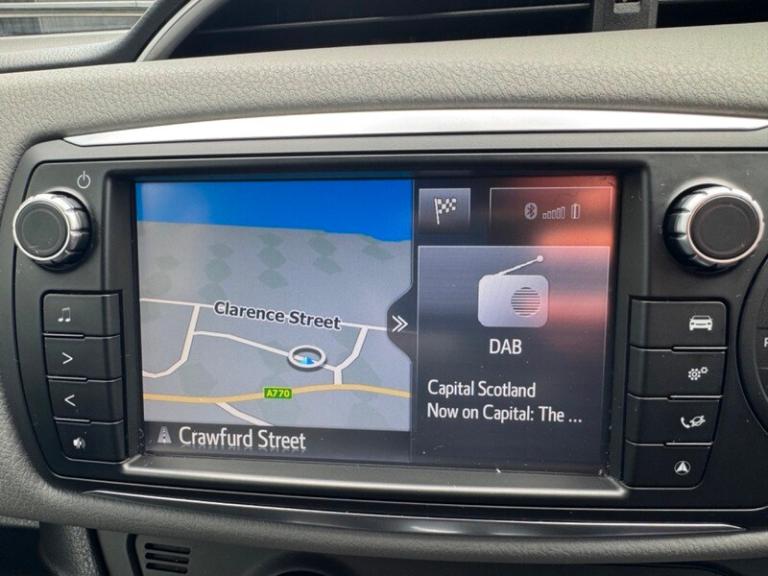 Clarence Street
A770
Crawfurd Street
DAB
Capital Scotland
Now on Capital: The ...